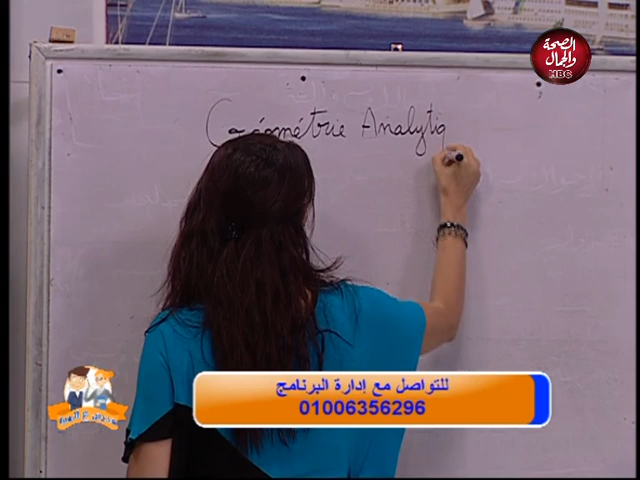 الصحة
والجمال
HBC
Géométrie Analytiq
للتواصل مع إدارة البرنامج
01006356296